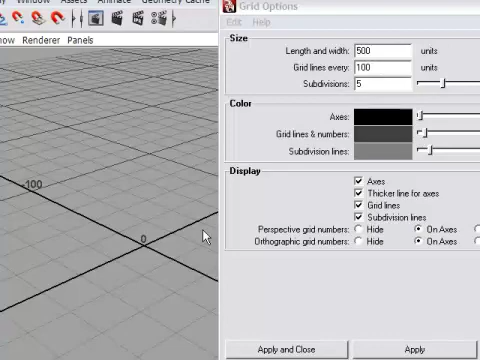 Window Assets Animate Geometry Cache
Renderer Panels
-100
0
Grid Options
Edit Help
Size
Length and width: 500 units
Grid lines every: 100 units
Subdivisions: 5
Color
Axes:
Grid lines & numbers:
Subdivision lines:
Display
Axes
Thicker line for axes
Grid lines
Subdivision lines
Perspective grid numbers: Hide On Axes
Orthographic grid numbers: Hide On Axes
Apply and Close Apply